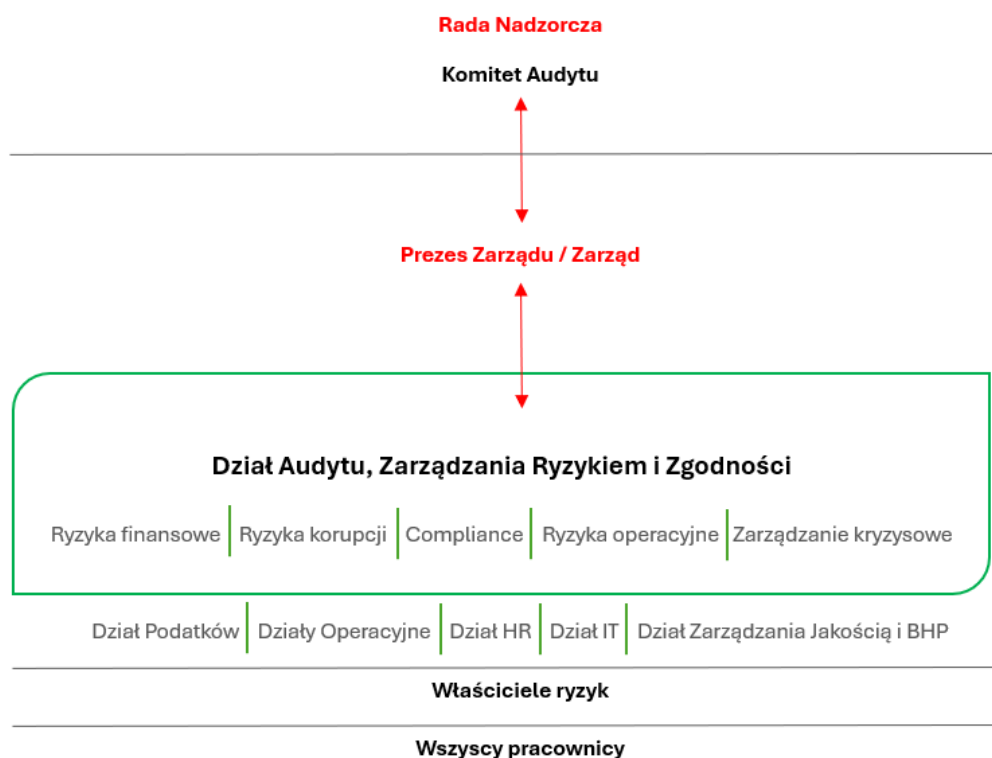 Rada Nadzorcza
Komitet Audytu
Prezes Zarządu / Zarząd
Dział Audytu, Zarządzania Ryzykiem i Zgodności
Ryzyka finansowe Ryzyka korupcji Compliance Ryzyka operacyjne Zarządzanie kryzysowe
Dział Podatków Działy Operacyjne Dział HR Dział IT Dział Zarządzania Jakością i BHP
Właściciele ryzyk
Wszyscy pracownicy